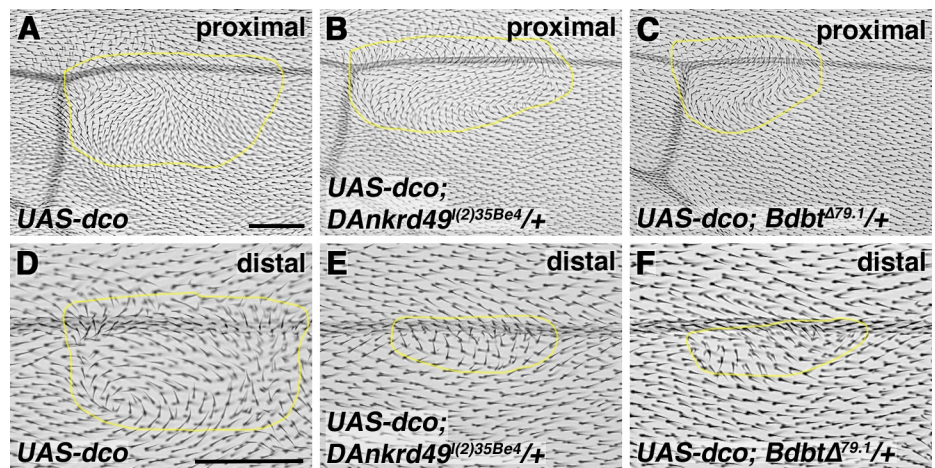 A proximal
UAS-dco
B proximal
UAS-dco;
DAnkrd49l(2)35Be4/+
C proximal
UAS-dco; BdbtΔ79.1/+
D distal
UAS-dco
E distal
UAS-dco;
DAnkrd49l(2)35Be4/+
F distal
UAS-dco; BdbtΔ79.1/+